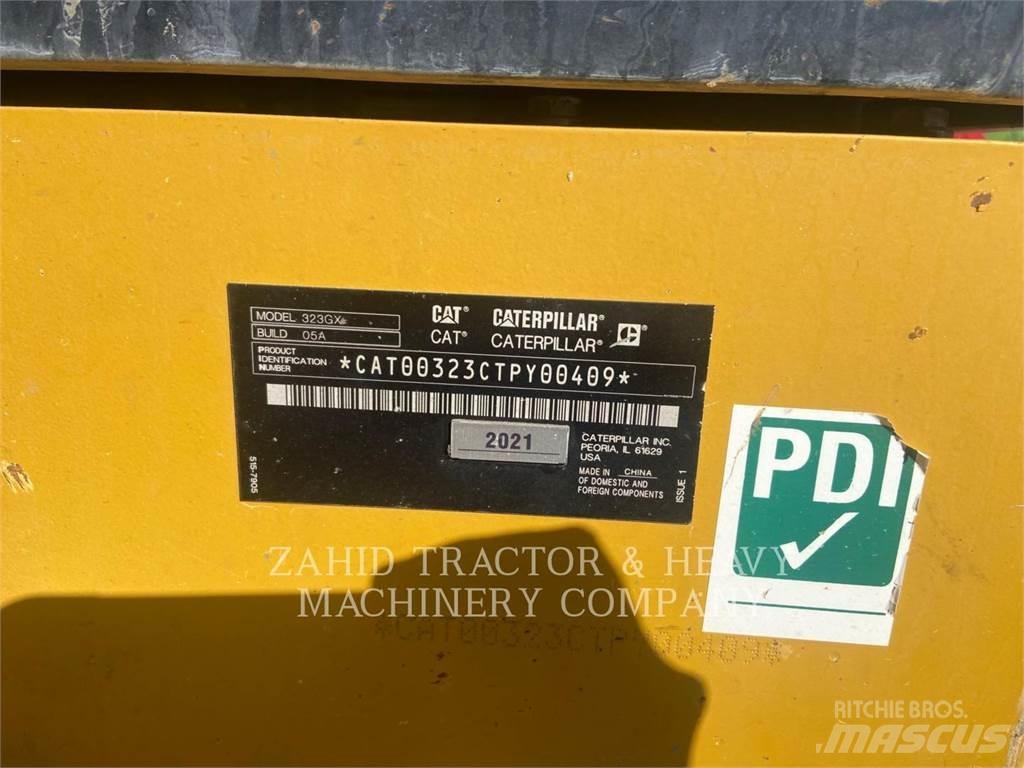 MODEL 323GX*
BUILD 05A
PRODUCT
IDENTIFICATION
NUMBER
*CAT00323CTPY00409*
CAT® CATERPILLAR®
CAT® CATERPILLAR®
2021
CATERPILLAR INC.
PEORIA, IL 61629
USA
MADE IN CHINA
OF DOMESTIC AND
FOREIGN COMPONENTS
515-7905
ISSUE 1
PDI
ZAHID TRACTOR & HEAVY
MACHINERY COMPANY
*CAT00323CTPY00409*
RITCHIE BROS.
MASCUS